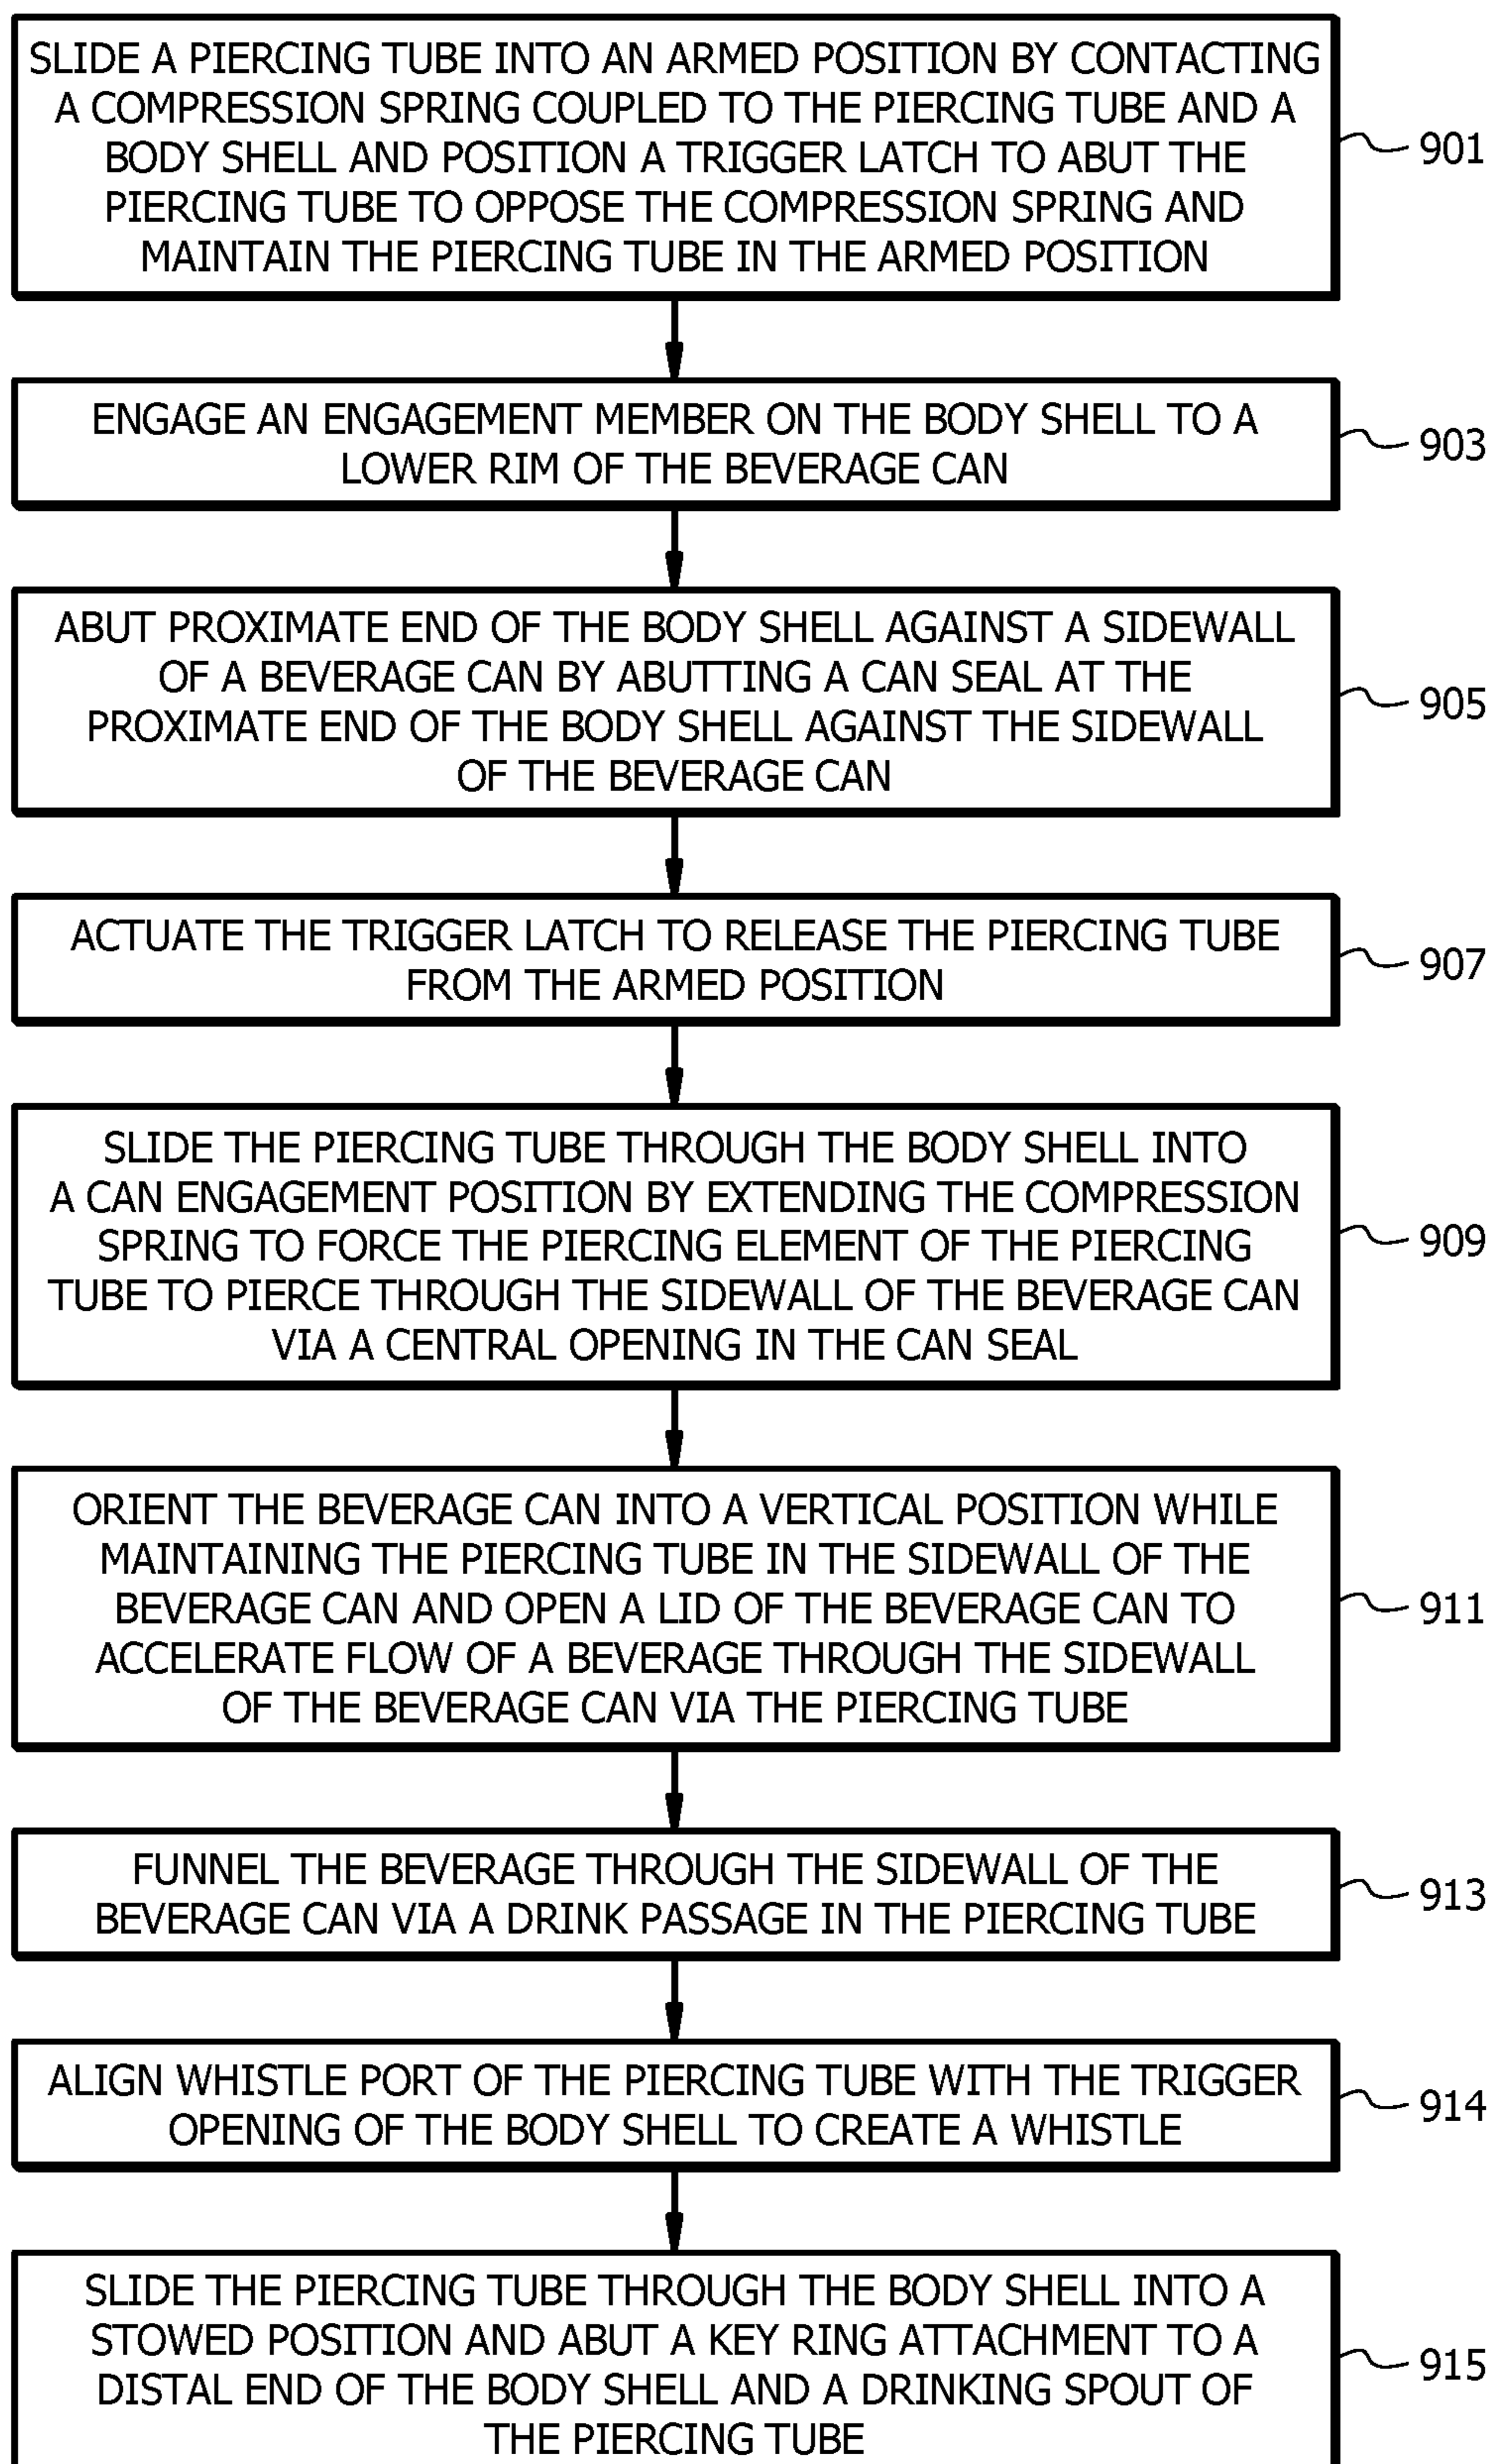 SLIDE A PIERCING TUBE INTO AN ARMED POSITION BY CONTACTING
A COMPRESSION SPRING COUPLED TO THE PIERCING TUBE AND A
BODY SHELL AND POSITION A TRIGGER LATCH TO ABUT THE
PIERCING TUBE TO OPPOSE THE COMPRESSION SPRING AND
MAINTAIN THE PIERCING TUBE IN THE ARMED POSITION
901
ENGAGE AN ENGAGEMENT MEMBER ON THE BODY SHELL TO A
LOWER RIM OF THE BEVERAGE CAN
903
ABUT PROXIMATE END OF THE BODY SHELL AGAINST A SIDEWALL
OF A BEVERAGE CAN BY ABUTTING A CAN SEAL AT THE
PROXIMATE END OF THE BODY SHELL AGAINST THE SIDEWALL
OF THE BEVERAGE CAN
905
ACTUATE THE TRIGGER LATCH TO RELEASE THE PIERCING TUBE
FROM THE ARMED POSITION
907
SLIDE THE PIERCING TUBE THROUGH THE BODY SHELL INTO
A CAN ENGAGEMENT POSITION BY EXTENDING THE COMPRESSION
SPRING TO FORCE THE PIERCING ELEMENT OF THE PIERCING
TUBE TO PIERCE THROUGH THE SIDEWALL OF THE BEVERAGE CAN
VIA A CENTRAL OPENING IN THE CAN SEAL
909
ORIENT THE BEVERAGE CAN INTO A VERTICAL POSITION WHILE
MAINTAINING THE PIERCING TUBE IN THE SIDEWALL OF THE
BEVERAGE CAN AND OPEN A LID OF THE BEVERAGE CAN TO
ACCELERATE FLOW OF A BEVERAGE THROUGH THE SIDEWALL
OF THE BEVERAGE CAN VIA THE PIERCING TUBE
911
FUNNEL THE BEVERAGE THROUGH THE SIDEWALL OF THE
BEVERAGE CAN VIA A DRINK PASSAGE IN THE PIERCING TUBE
913
ALIGN WHISTLE PORT OF THE PIERCING TUBE WITH THE TRIGGER
OPENING OF THE BODY SHELL TO CREATE A WHISTLE
914
SLIDE THE PIERCING TUBE THROUGH THE BODY SHELL INTO A
STOWED POSITION AND ABUT A KEY RING ATTACHMENT TO A
DISTAL END OF THE BODY SHELL AND A DRINKING SPOUT OF
THE PIERCING TUBE
915